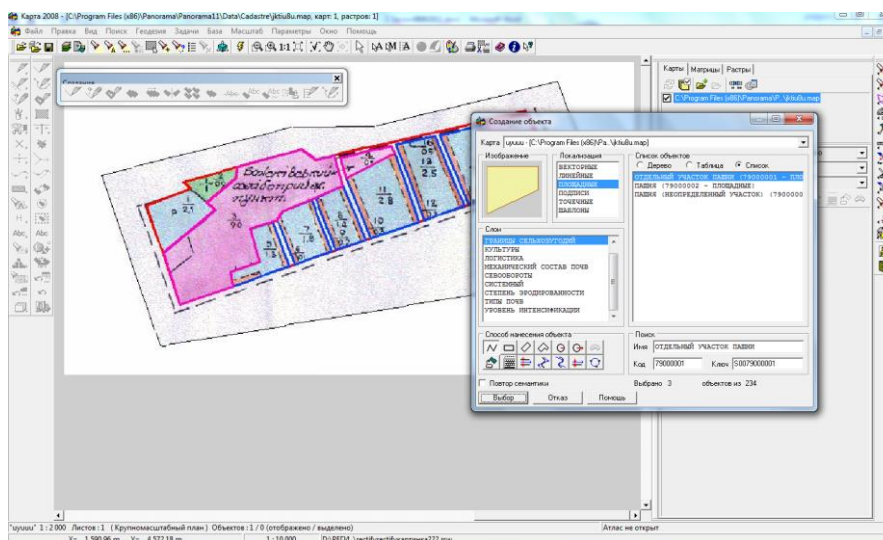 Карта 2008 - [C:\Program Files (x86)\Panorama\Panorama11\Data\Cadastre\jktiu8u.map, карт: 1, растров: 1]
Файл Правка Вид Поиск Геодезия Задачи База Масштаб Параметры Окно Помощь
Карты Матрицы Растры
C:\Program Files (x86)\Panorama\P..\jktiu8u.map
Создание объекта
Карта uyuuu - [C:\Program Files (x86)\Pa..\jktiu8u.map]
Изображение
Локализация
ВЕКТОРНЫЕ
ЛИНЕЙНЫЕ
ПЛОЩАДНЫЕ
ПОДПИСИ
ТОЧЕЧНЫЕ
ШАБЛОНЫ
Список объектов
Дерево Таблица Список
ОТДЕЛЬНЫЙ УЧАСТОК ПАШНИ (79000001 - ПЛО
ПАШНЯ (79000002 - ПЛОЩАДНЫЕ)
ПАШНЯ (НЕОПРЕДЕЛЕННЫЙ УЧАСТОК) (7900000
Слои
ГРАНИЦЫ СЕЛЬХОЗУГОДИЙ
КУЛЬТУРЫ
ЛОГИСТИКА
МЕХАНИЧЕСКИЙ СОСТАВ ПОЧВ
СЕВООБОРОТЫ
СИСТЕМНЫЙ
СТЕПЕНЬ ЭРОДИРОВАННОСТИ
ТИПЫ ПОЧВ
УРОВЕНЬ ИНТЕНСИФИКАЦИИ
Способ нанесения объекта
Поиск
Имя ОТДЕЛЬНЫЙ УЧАСТОК ПАШНИ
Код 79000001 Ключ S0079000001
Повтор семантики
Выбрано 3 объектов из 234
Выбор Отказ Помощь
"uyuuu" 1:2 000 Листов : 1 (Крупномасштабный план) Объектов : 1 / 0 (отображено / выделено) Атлас не открыт
X= 1 590.96 m Y= 4 572.18 m 1 : 10 000